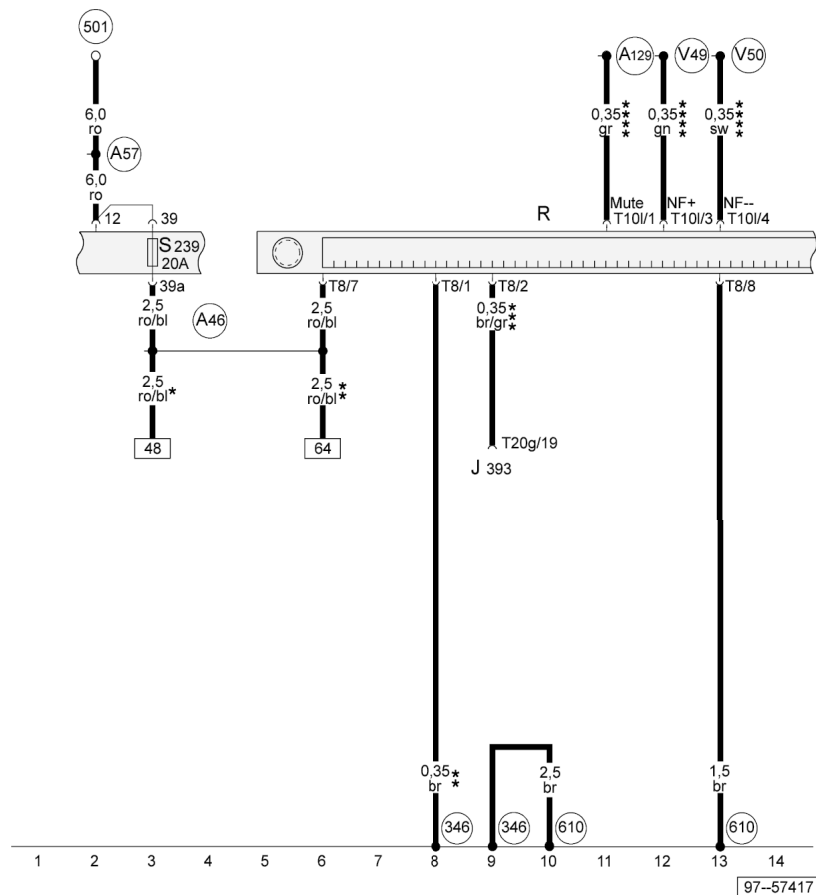 501
A129 V49 V50
6,0 ro
0,35 gr ****
0,35 gn ****
0,35 sw ****
A57
6,0 ro
12 39
R
Mute T10l/1
NF+ T10l/3
NF-- T10l/4
S 239
20A
39a
T8/7
T8/1
T8/2
T8/8
2,5 ro/bl
A46
2,5 ro/bl
0,35 br/gr ***
2,5 ro/bl *
2,5 ro/bl **
48
64
T20g/19
J 393
0,35 br **
2,5 br
1,5 br
346 346 610 610
1 2 3 4 5 6 7 8 9 10 11 12 13 14
97--57417